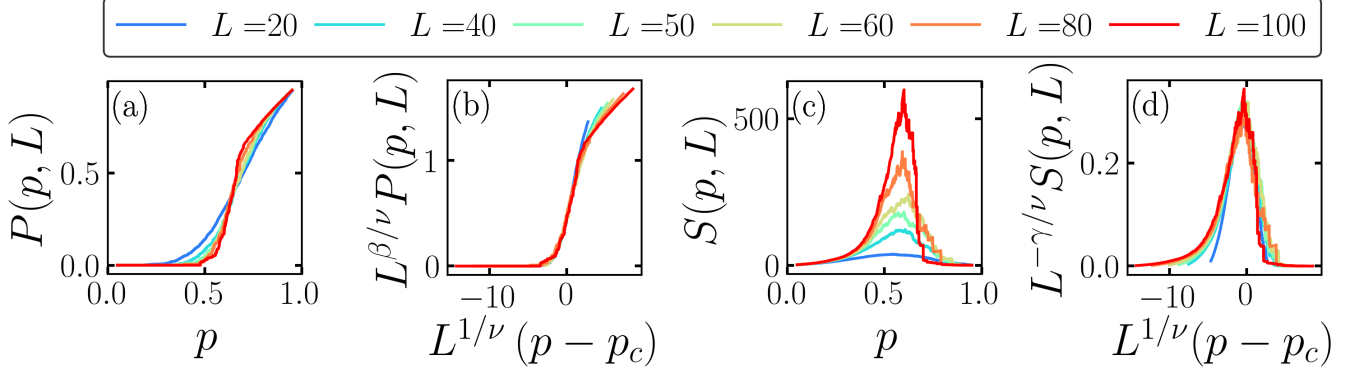 L =20 L =40 L =50 L =60 L =80 L =100
(a) (b) (c) (d)
P(p, L) L^{β/ν} P(p, L) S(p, L) L^{−γ/ν} S(p, L)
0.5 0.0 1 0 500 0 0.2 0.0
0.0 0.5 1.0 −10 0 0.0 0.5 1.0 −10 0
p L^{1/ν} (p − p_c) p L^{1/ν} (p − p_c)